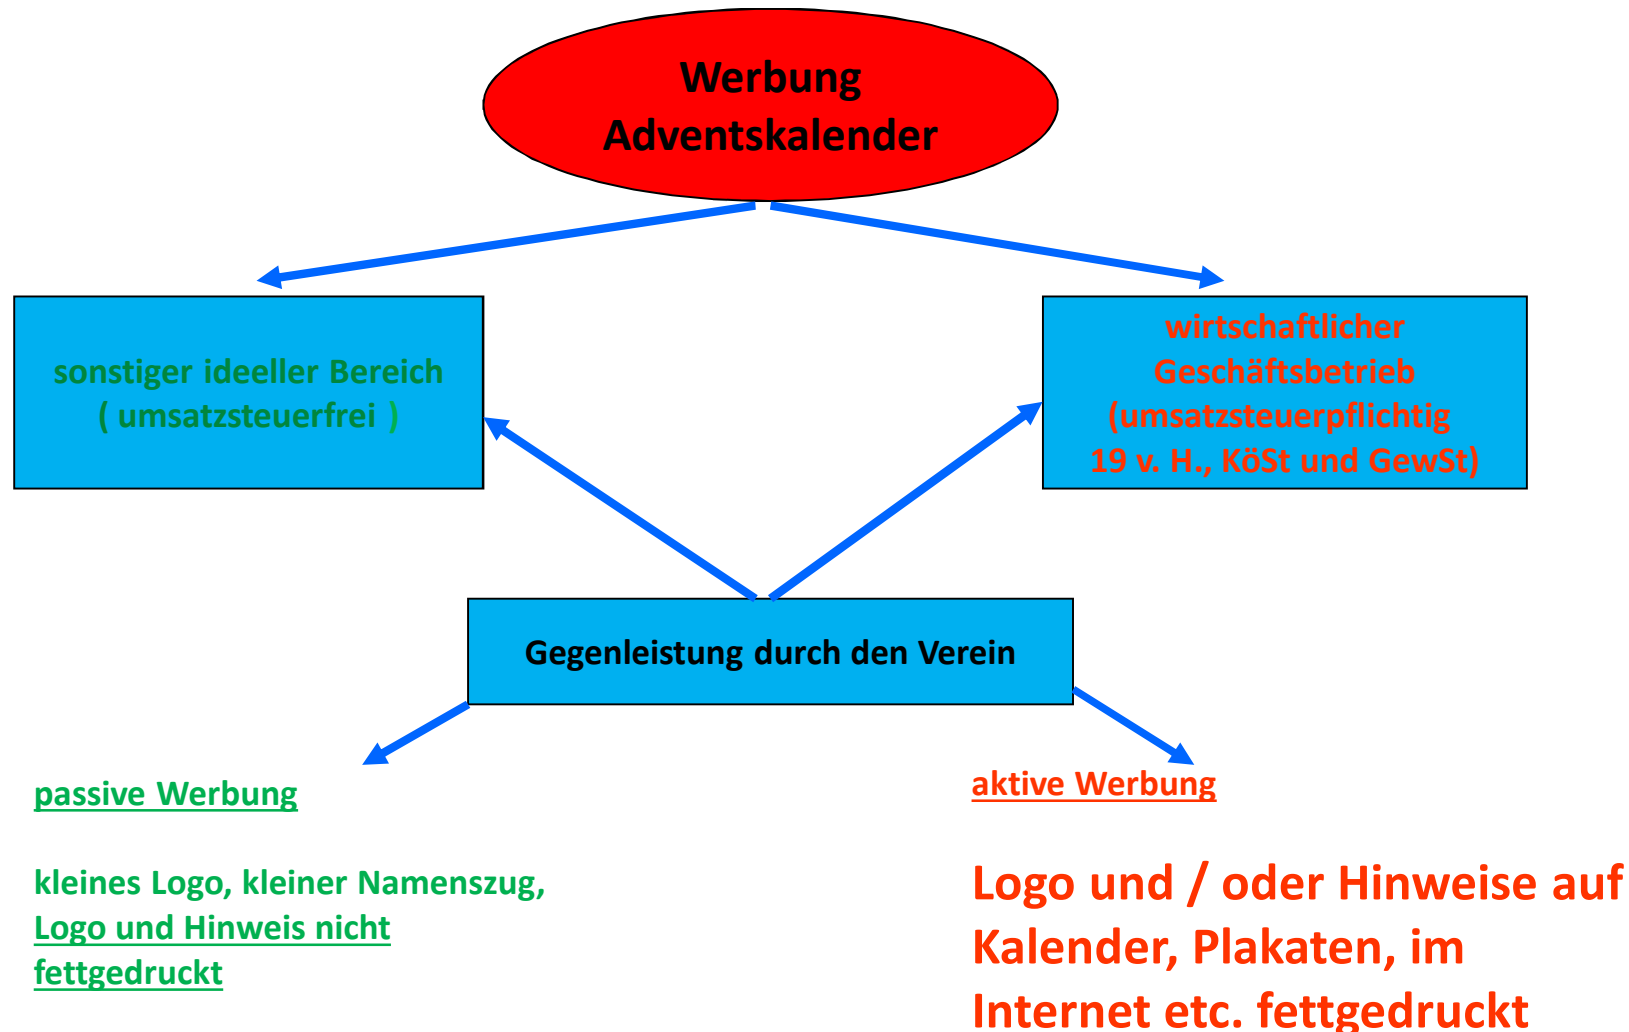 Werbung
Adventskalender
sonstiger ideeller Bereich
( umsatzsteuerfrei )
wirtschaftlicher
Geschäftsbetrieb
(umsatzsteuerpflichtig
19 v. H., KöSt und GewSt)
Gegenleistung durch den Verein
passive Werbung
kleines Logo, kleiner Namenszug,
Logo und Hinweis nicht
fettgedruckt
aktive Werbung
Logo und / oder Hinweise auf
Kalender, Plakaten, im
Internet etc. fettgedruckt